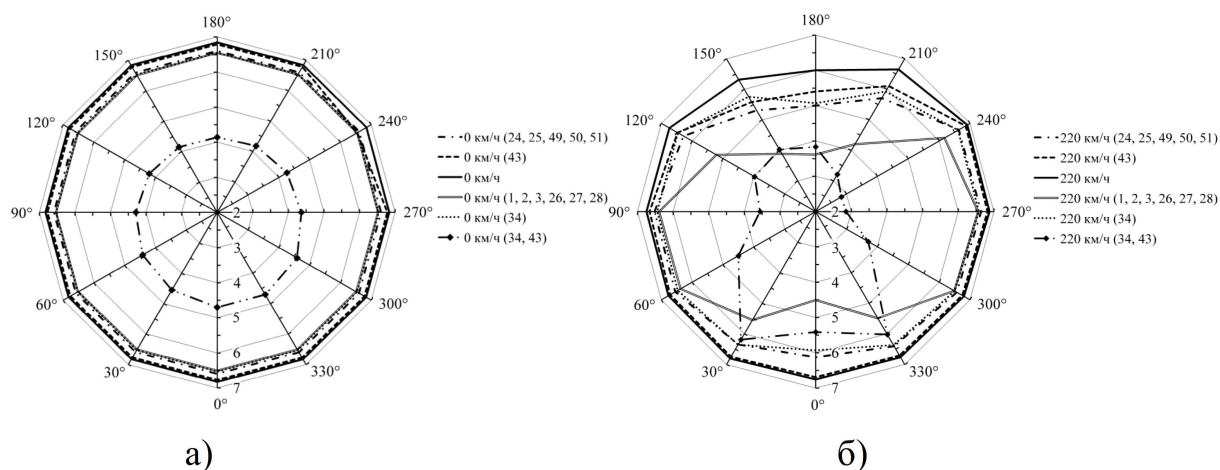 180°
150°
210°
120°
240°
90°
270°
60°
300°
30°
330°
0°
2
3
4
5
6
7
0 км/ч (24, 25, 49, 50, 51)
0 км/ч (43)
0 км/ч
0 км/ч (1, 2, 3, 26, 27, 28)
0 км/ч (34)
0 км/ч (34, 43)
а)
180°
150°
210°
120°
240°
90°
270°
60°
300°
30°
330°
0°
2
3
4
5
6
7
220 км/ч (24, 25, 49, 50, 51)
220 км/ч (43)
220 км/ч
220 км/ч (1, 2, 3, 26, 27, 28)
220 км/ч (34)
220 км/ч (34, 43)
б)